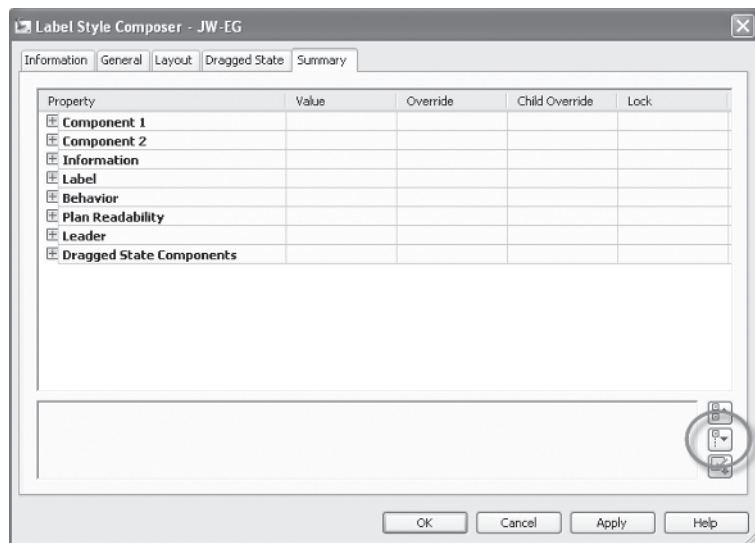 Label Style Composer - JW-EG
Information General Layout Dragged State Summary
Property Value Override Child Override Lock
Component 1
Component 2
Information
Label
Behavior
Plan Readability
Leader
Dragged State Components
OK Cancel Apply Help